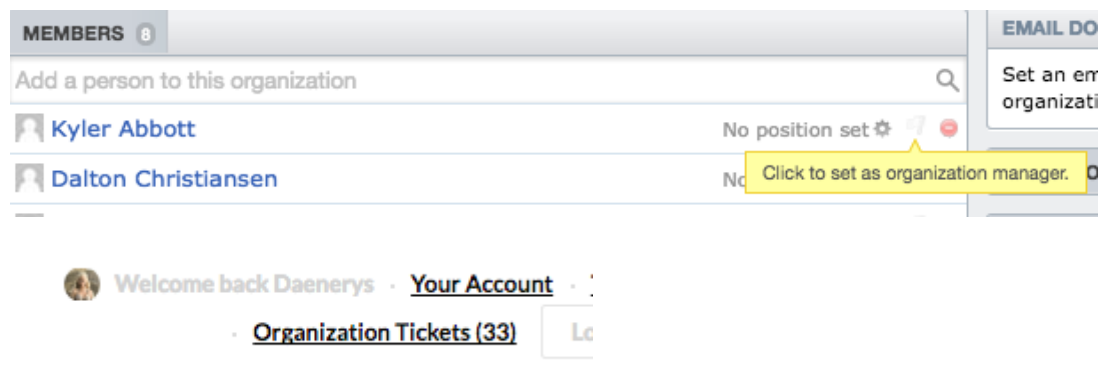 MEMBERS 8
EMAIL DO
Add a person to this organization
Set an em
organizati
Kyler Abbott
No position set
Click to set as organization manager.
Dalton Christiansen
No
Welcome back Daenerys · Your Account ·
· Organization Tickets (33)
Lo